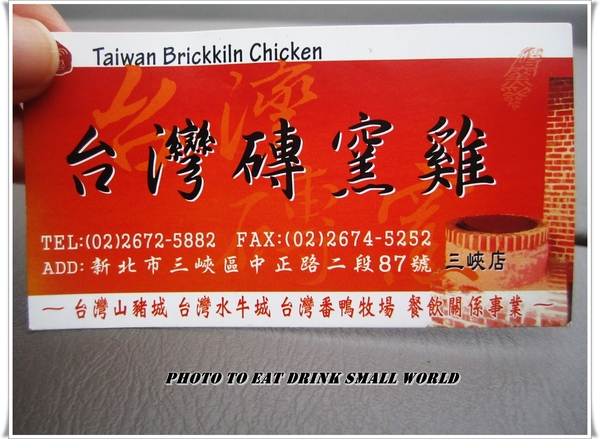 Taiwan Brickkiln Chicken
台灣磚窯雞
TEL:(02)2672-5882 FAX:(02)2674-5252
ADD:新北市三峽區中正路二段87號 三峽店
~台灣山豬城 台灣水牛城 台灣番鴨牧場 餐飲關係事業~
PHOTO TO EAT DRINK SMALL WORLD